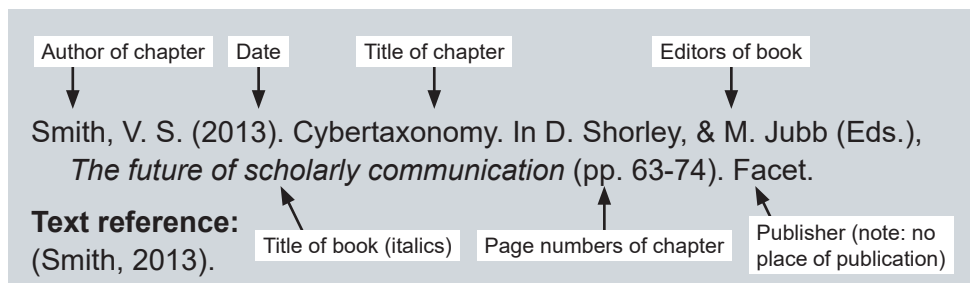 Author of chapter Date Title of chapter Editors of book
Smith, V. S. (2013). Cybertaxonomy. In D. Shorley, & M. Jubb (Eds.),
The future of scholarly communication (pp. 63-74). Facet.
Text reference:
(Smith, 2013).
Title of book (italics)
Page numbers of chapter
Publisher (note: no
place of publication)